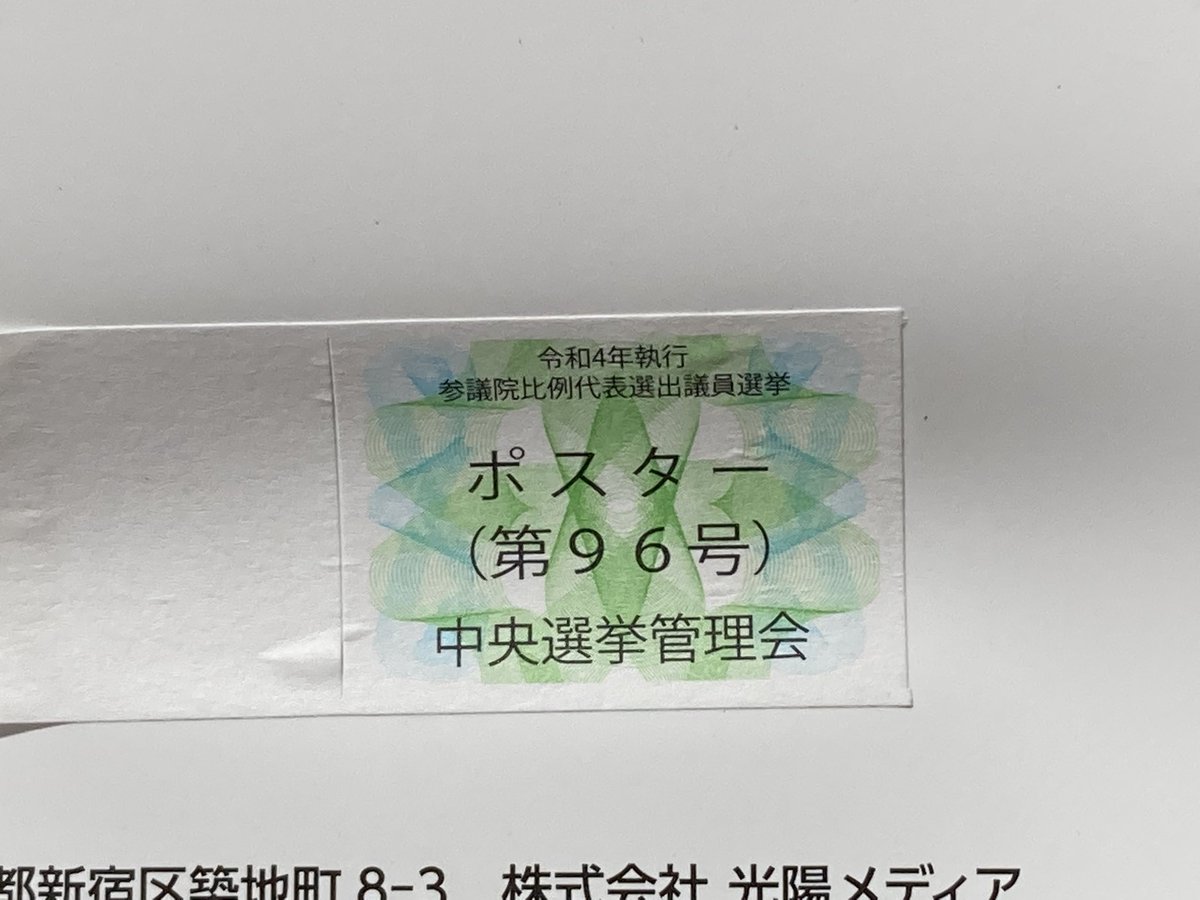 令和4年執行
参議院比例代表選出議員選挙
ポスター
(第96号)
中央選挙管理会
都新宿区築地町8-3 株式会社 光陽メディア